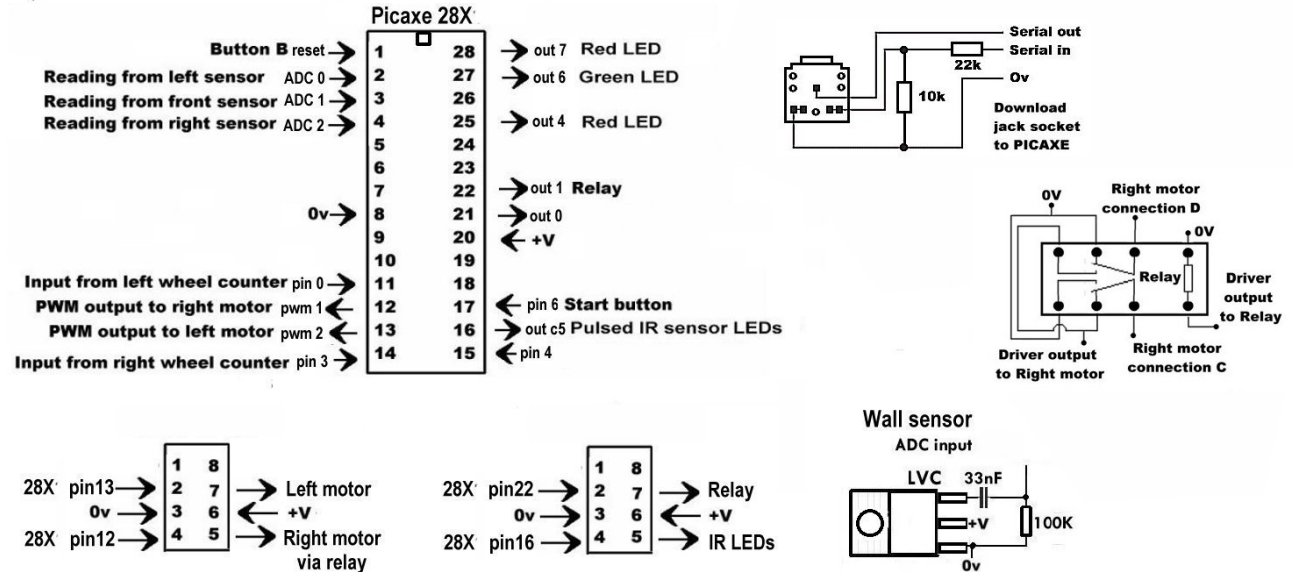 Picaxe 28X
Button B reset 1 28 out 7 Red LED
Reading from left sensor ADC 0 2 27 out 6 Green LED
Reading from front sensor ADC 1 3 26
Reading from right sensor ADC 2 4 25 out 4 Red LED
5 24
6 23
7 22 out 1 Relay
0v 8 21 out 0
9 20 +V
10 19
Input from left wheel counter pin 0 11 18
PWM output to right motor pwm 1 12 17 pin 6 Start button
PWM output to left motor pwm 2 13 16 out c5 Pulsed IR sensor LEDs
Input from right wheel counter pin 3 14 15 pin 4
Serial out
Serial in
22k
0v
10k
Download
jack socket
to PICAXE
0V
Right motor
connection D
0V
Relay
Driver
output
to Relay
Driver output
to Right motor
Right motor
connection C
1 8
28X pin13 2 7 Left motor
0v 3 6 +V
28X pin12 4 5 Right motor
via relay
1 8
28X pin22 2 7 Relay
0v 3 6 +V
28X pin16 4 5 IR LEDs
Wall sensor
ADC input
LVC 33nF
+V 100K
0v